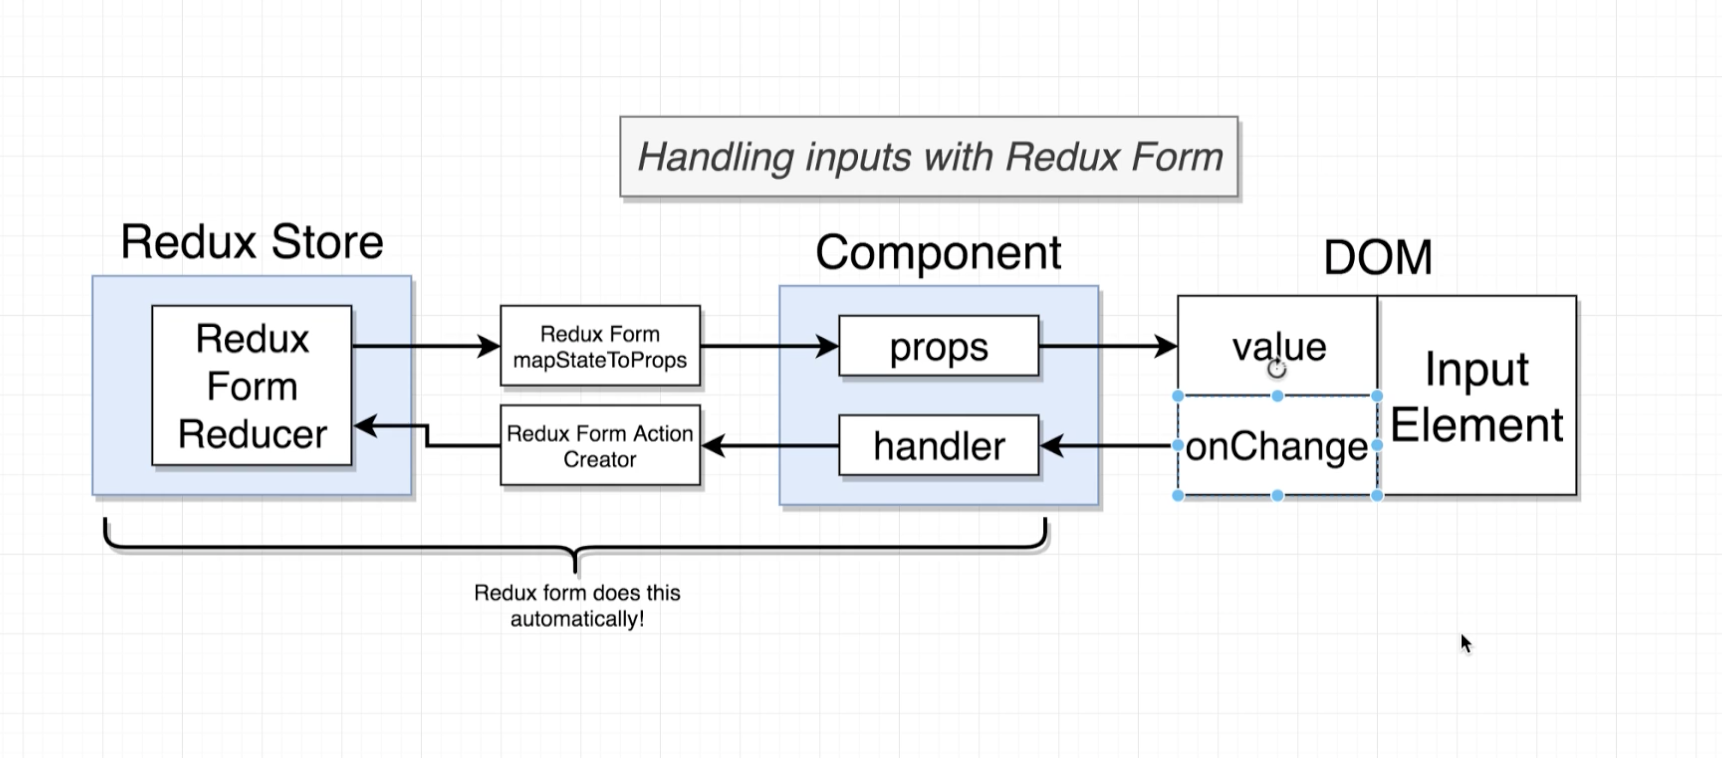 Handling inputs with Redux Form
Redux Store
Component
DOM
Redux
Form
Reducer
Redux Form
mapStateToProps
props
value
Input
Element
Redux Form Action
Creator
handler
onChange
Redux form does this
automatically!